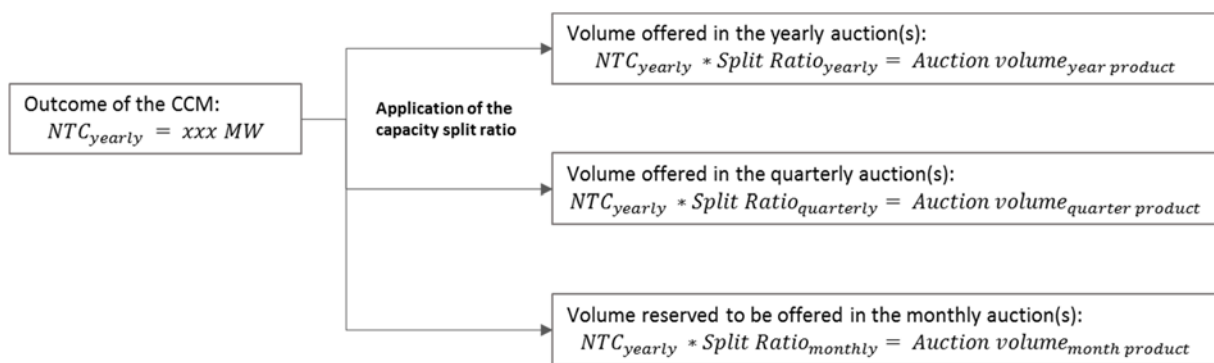 Outcome of the CCM:
NTC_yearly = xxx MW
Application of the
capacity split ratio
Volume offered in the yearly auction(s):
NTC_yearly * Split Ratio_yearly = Auction volume_year product
Volume offered in the quarterly auction(s):
NTC_yearly * Split Ratio_quarterly = Auction volume_quarter product
Volume reserved to be offered in the monthly auction(s):
NTC_yearly * Split Ratio_monthly = Auction volume_month product